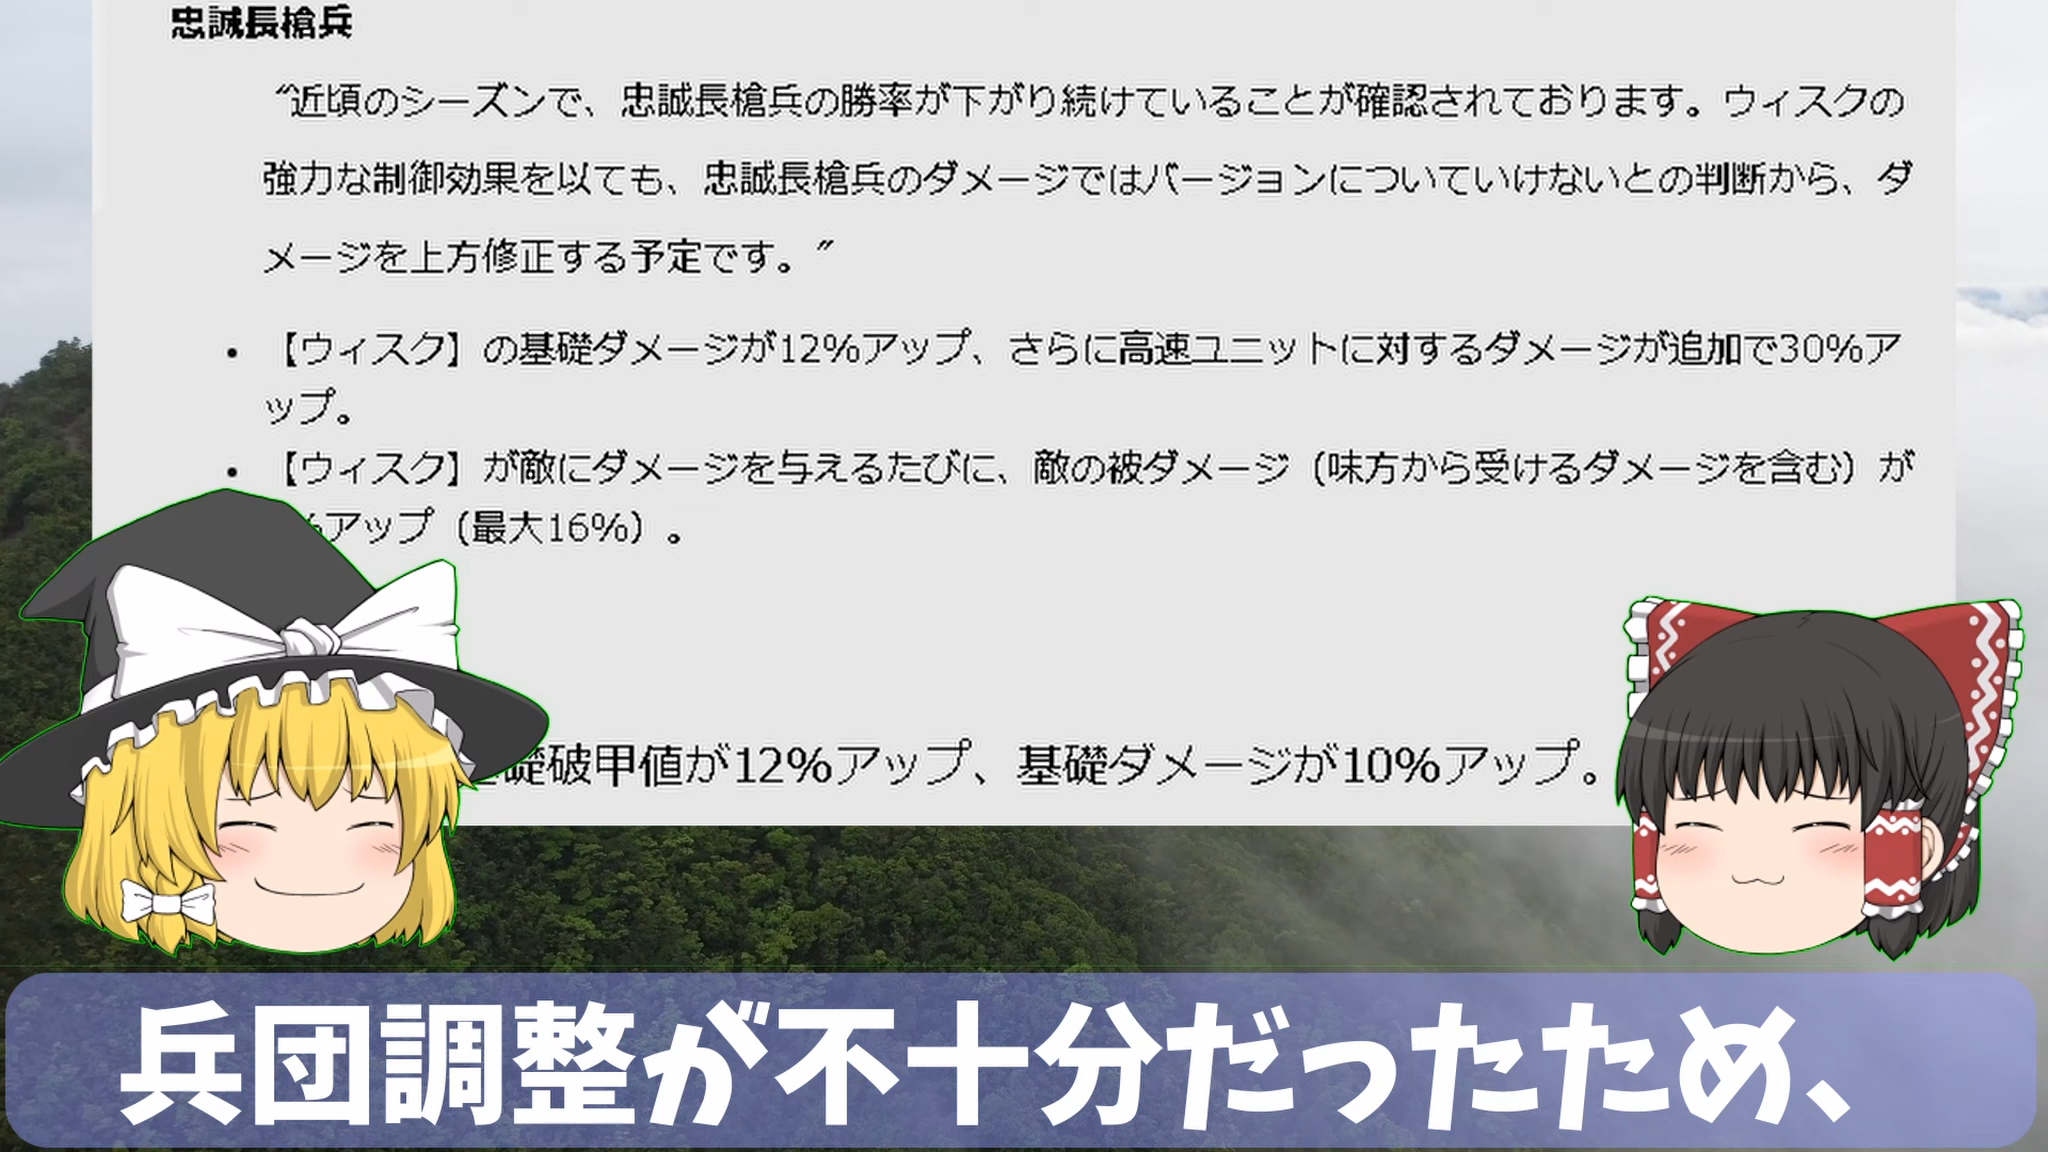 忠誠長槍兵
“近頃のシーズンで、忠誠長槍兵の勝率が下がり続けていることが確認されております。ウィスクの
強力な制御効果を以ても、忠誠長槍兵のダメージではバージョンについていけないとの判断から、ダ
メージを上方修正する予定です。”
• 【ウィスク】の基礎ダメージが12%アップ、さらに高速ユニットに対するダメージが追加で30%ア
ップ。
• 【ウィスク】が敵にダメージを与えるたびに、敵の被ダメージ（味方から受けるダメージを含む）が
%アップ（最大16%）。
礎破甲値が12%アップ、基礎ダメージが10%アップ。
兵団調整が不十分だったため、